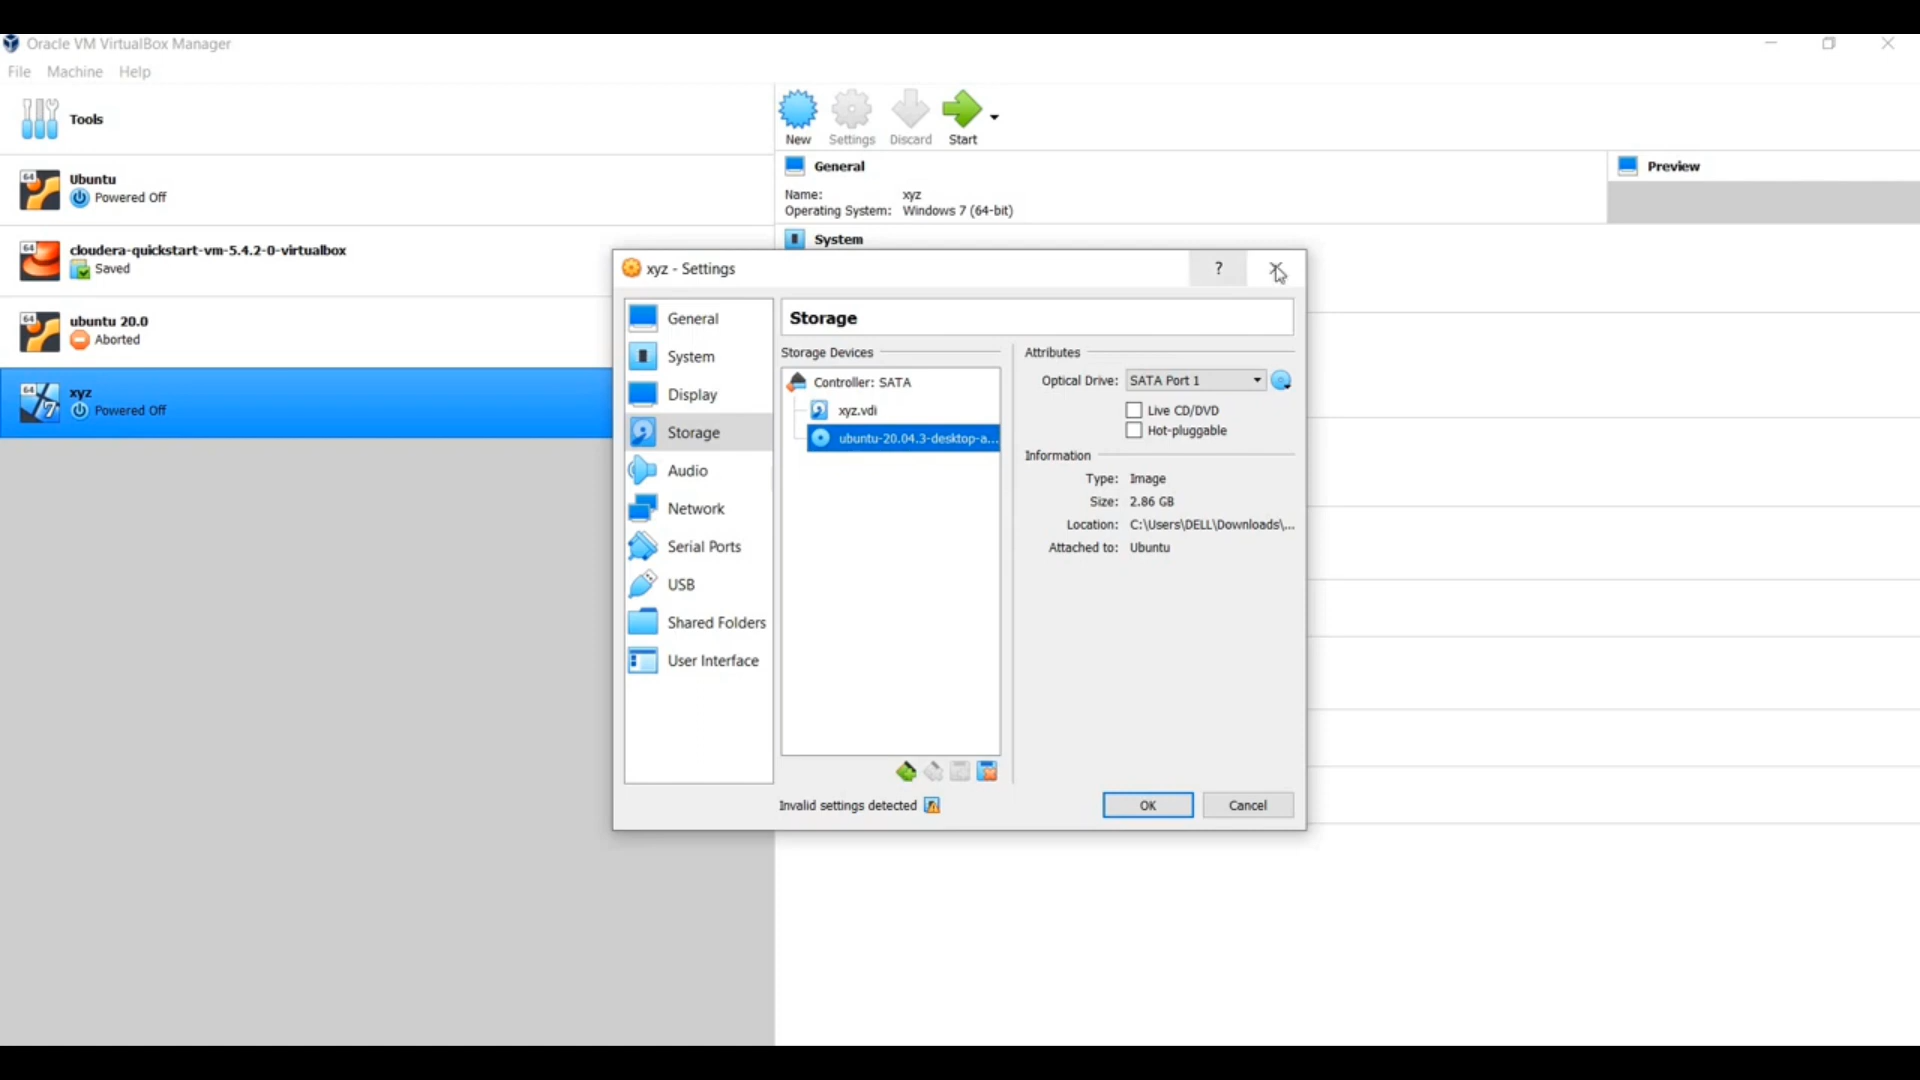 Oracle VM VirtualBox Manager
File Machine Help
Tools
New Settings Discard Start
64 Ubuntu
Powered Off
64 cloudera-quickstart-vm-5.4.2-0-virtualbox
Saved
64 ubuntu 20.0
Aborted
64 7 xyz
Powered Off
General
Name: xyz
Operating System: Windows 7 (64-bit)
Preview
System
xyz - Settings ?
General
System
Display
Storage
Audio
Network
Serial Ports
USB
Shared Folders
User Interface
Storage
Storage Devices
Controller: SATA
xyz.vdi
ubuntu-20.04.3-desktop-a...
Attributes
Optical Drive: SATA Port 1
Live CD/DVD
Hot-pluggable
Information
Type: Image
Size: 2.86 GB
Location: C:\Users\DELL\Downloads\...
Attached to: Ubuntu
Invalid settings detected
OK Cancel